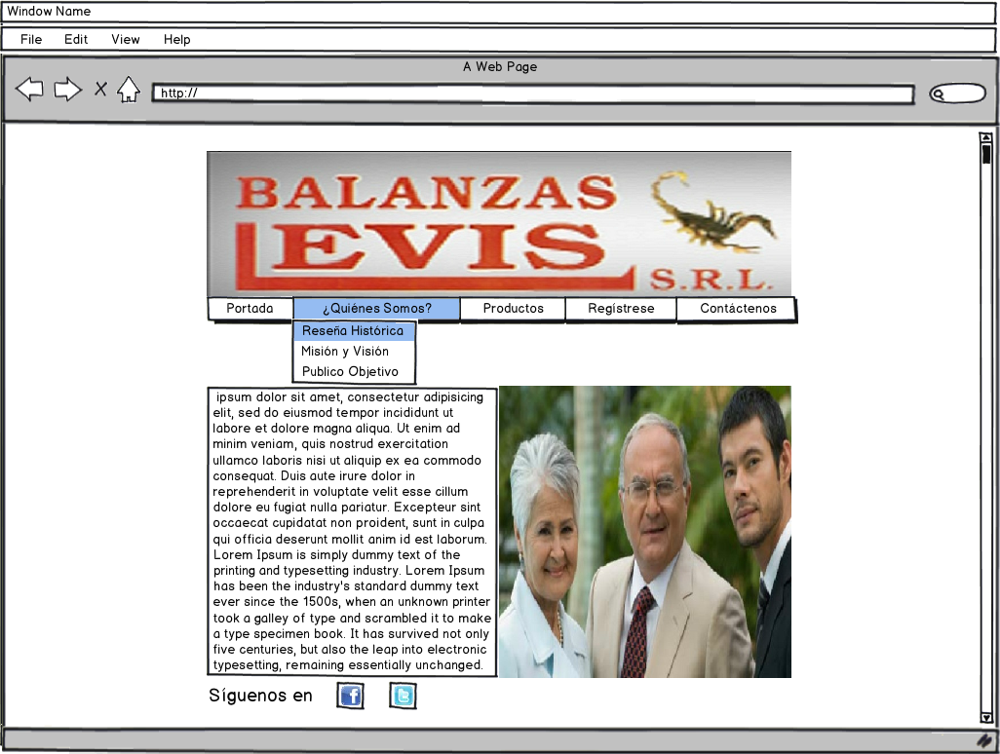 Window Name
File Edit View Help
A Web Page
http://
BALANZAS
LEVIS
S.R.L.
Portada ¿Quiénes Somos? Productos Regístrese Contáctenos
Reseña Histórica
Misión y Visión
Publico Objetivo
ipsum dolor sit amet, consectetur adipisicing
elit, sed do eiusmod tempor incididunt ut
labore et dolore magna aliqua. Ut enim ad
minim veniam, quis nostrud exercitation
ullamco laboris nisi ut aliquip ex ea commodo
consequat. Duis aute irure dolor in
reprehenderit in voluptate velit esse cillum
dolore eu fugiat nulla pariatur. Excepteur sint
occaecat cupidatat non proident, sunt in culpa
qui officia deserunt mollit anim id est laborum.
Lorem Ipsum is simply dummy text of the
printing and typesetting industry. Lorem Ipsum
has been the industry's standard dummy text
ever since the 1500s, when an unknown printer
took a galley of type and scrambled it to make
a type specimen book. It has survived not only
five centuries, but also the leap into electronic
typesetting, remaining essentially unchanged.
Síguenos en f t